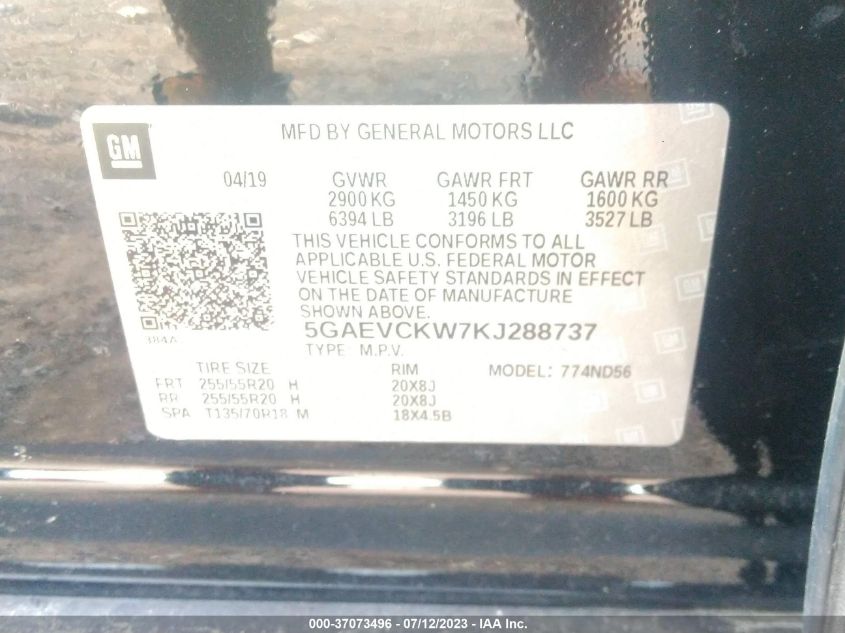 GM
MFD BY GENERAL MOTORS LLC
04/19 GVWR GAWR FRT GAWR RR
2900 KG 1450 KG 1600 KG
6394 LB 3196 LB 3527 LB
THIS VEHICLE CONFORMS TO ALL
APPLICABLE U.S. FEDERAL MOTOR
VEHICLE SAFETY STANDARDS IN EFFECT
ON THE DATE OF MANUFACTURE
SHOWN ABOVE.
384A
5GAEVCKW7KJ288737
TYPE: M.P.V.
TIRE SIZE RIM MODEL: 774ND56
FRT 255/55R20 H 20X8J
RR 255/55R20 H 20X8J
SPA T135/70R18 M 18X4.5B
000-37073496 - 07/12/2023 - IAA Inc.